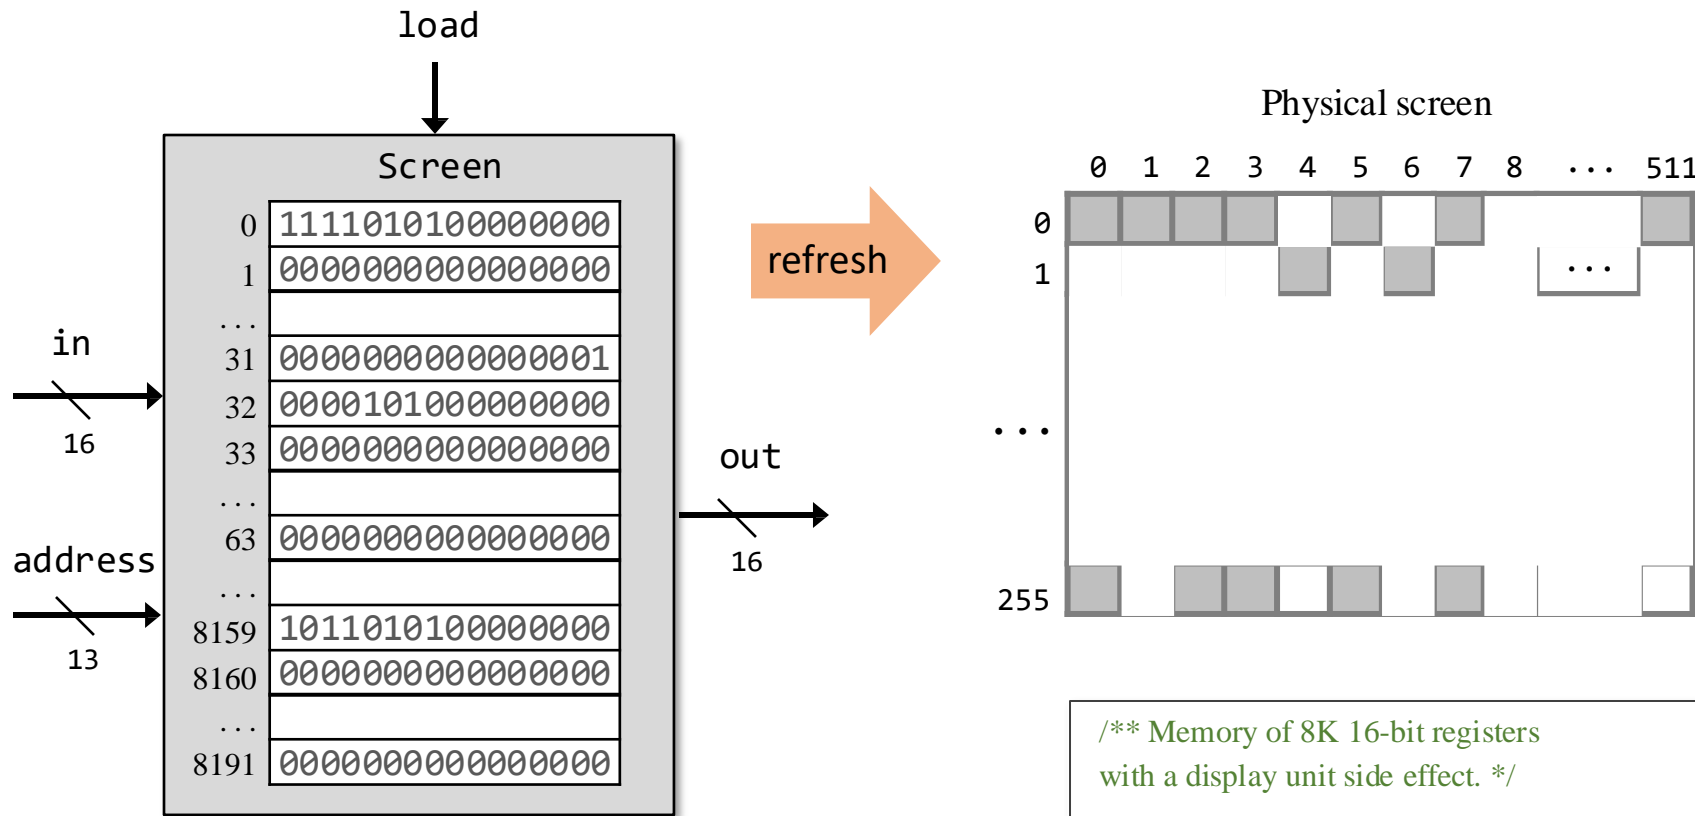 load
Screen
0 1111010100000000
1 0000000000000000
...
31 0000000000000001
32 0000101000000000
33 0000000000000000
...
63 0000000000000000
...
8159 1011010100000000
8160 0000000000000000
...
8191 0000000000000000
in
16
address
13
out
16
refresh
Physical screen
0 1 2 3 4 5 6 7 8 ... 511
0
1 ...
...
255
/** Memory of 8K 16-bit registers
with a display unit side effect. */